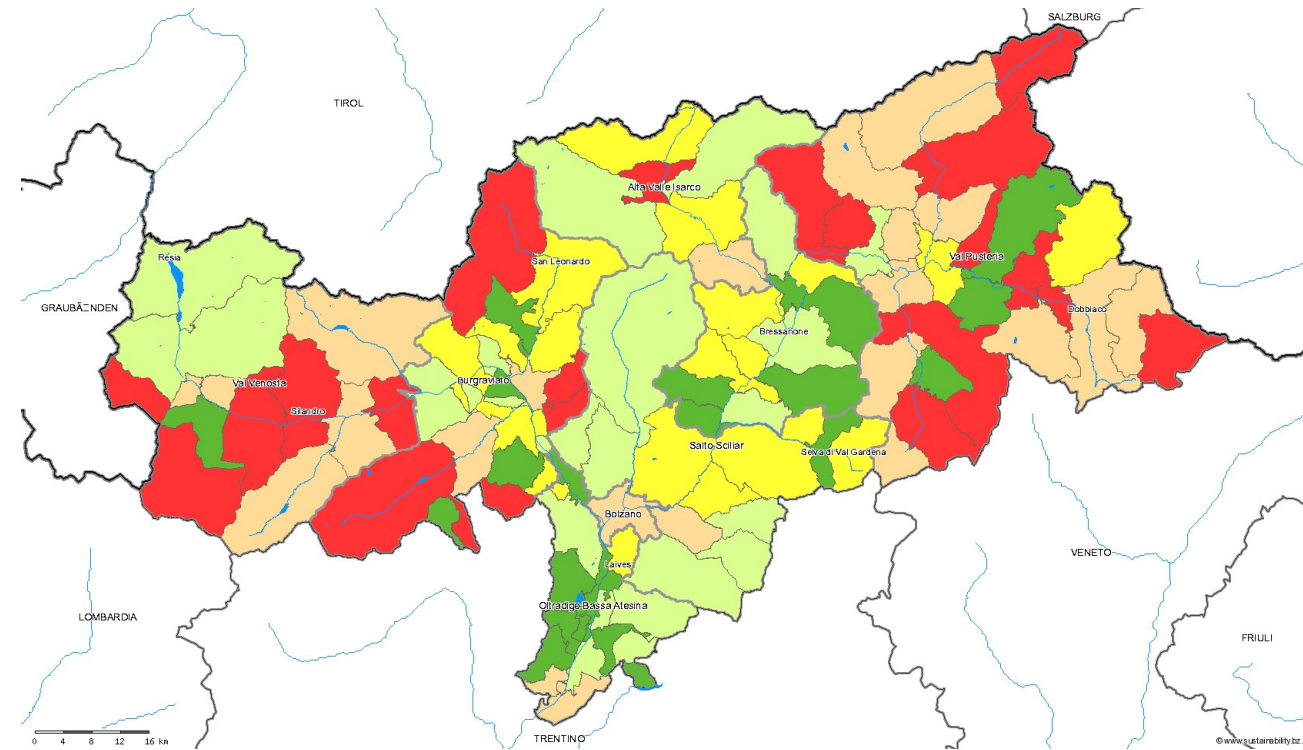 SALZBURG
TIROL
Alta Valle Isarco
Resia
San Leonardo
Val Pusteria
GRAUBÃ_NDEN
Dobbiaco
Bressanone
Val Venosta
Burgraviato
Silandro
Salto Sciliar
Selva di Val Gardena
Bolzano
VENETO
Laives
Oltradige-Bassa Atesina
LOMBARDIA
FRIULI
0 4 8 12 16 km
TRENTINO
© www.sustainability.bz